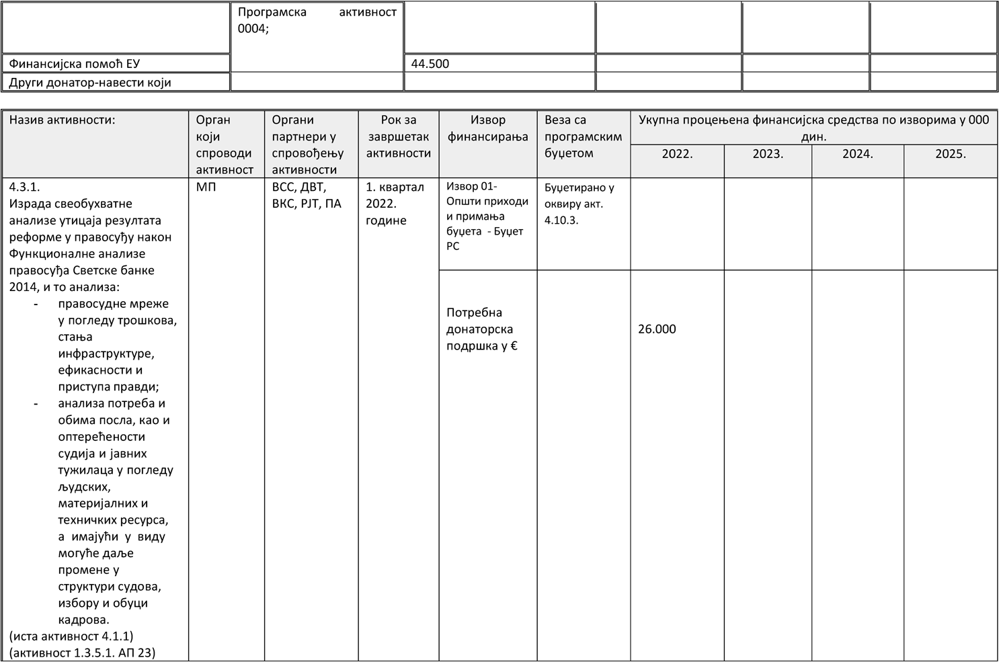 Програмска активност
0004;
Финансијска помоћ ЕУ
44.500
Други донатор-навести који
Назив активности:
Орган
који
спроводи
активност
Органи
партнери у
спровођењу
активности
Рок за
завршетак
активности
Извор
финансирања
Веза са
програмским
буџетом
Укупна процењена финансијска средства по изворима у 000
дин.
2022.
2023.
2024.
2025.
4.3.1.
Израда свеобухватне
анализе утицаја резултата
реформе у правосуђу након
Функционалне анализе
правосуђа Светске банке
2014, и то анализа:
- правосудне мреже
у погледу трошкова,
стања
инфраструктуре,
ефикасности и
приступа правди;
- анализа потреба и
обима посла, као и
оптерећености
судија и јавних
тужилаца у погледу
људских,
материјалних и
техничких ресурса,
а имајући у виду
могуће даље
промене у
структури судова,
избору и обуци
кадрова.
(иста активност 4.1.1)
(активност 1.3.5.1. АП 23)
МП
ВСС, ДВТ,
ВКС, РЈТ, ПА
1. квартал
2022.
године
Извор 01-
Општи приходи
и примања
буџета - Буџет
РС
Буџетирано у
оквиру акт.
4.10.3.
Потребна
донаторска
подршка у €
26.000